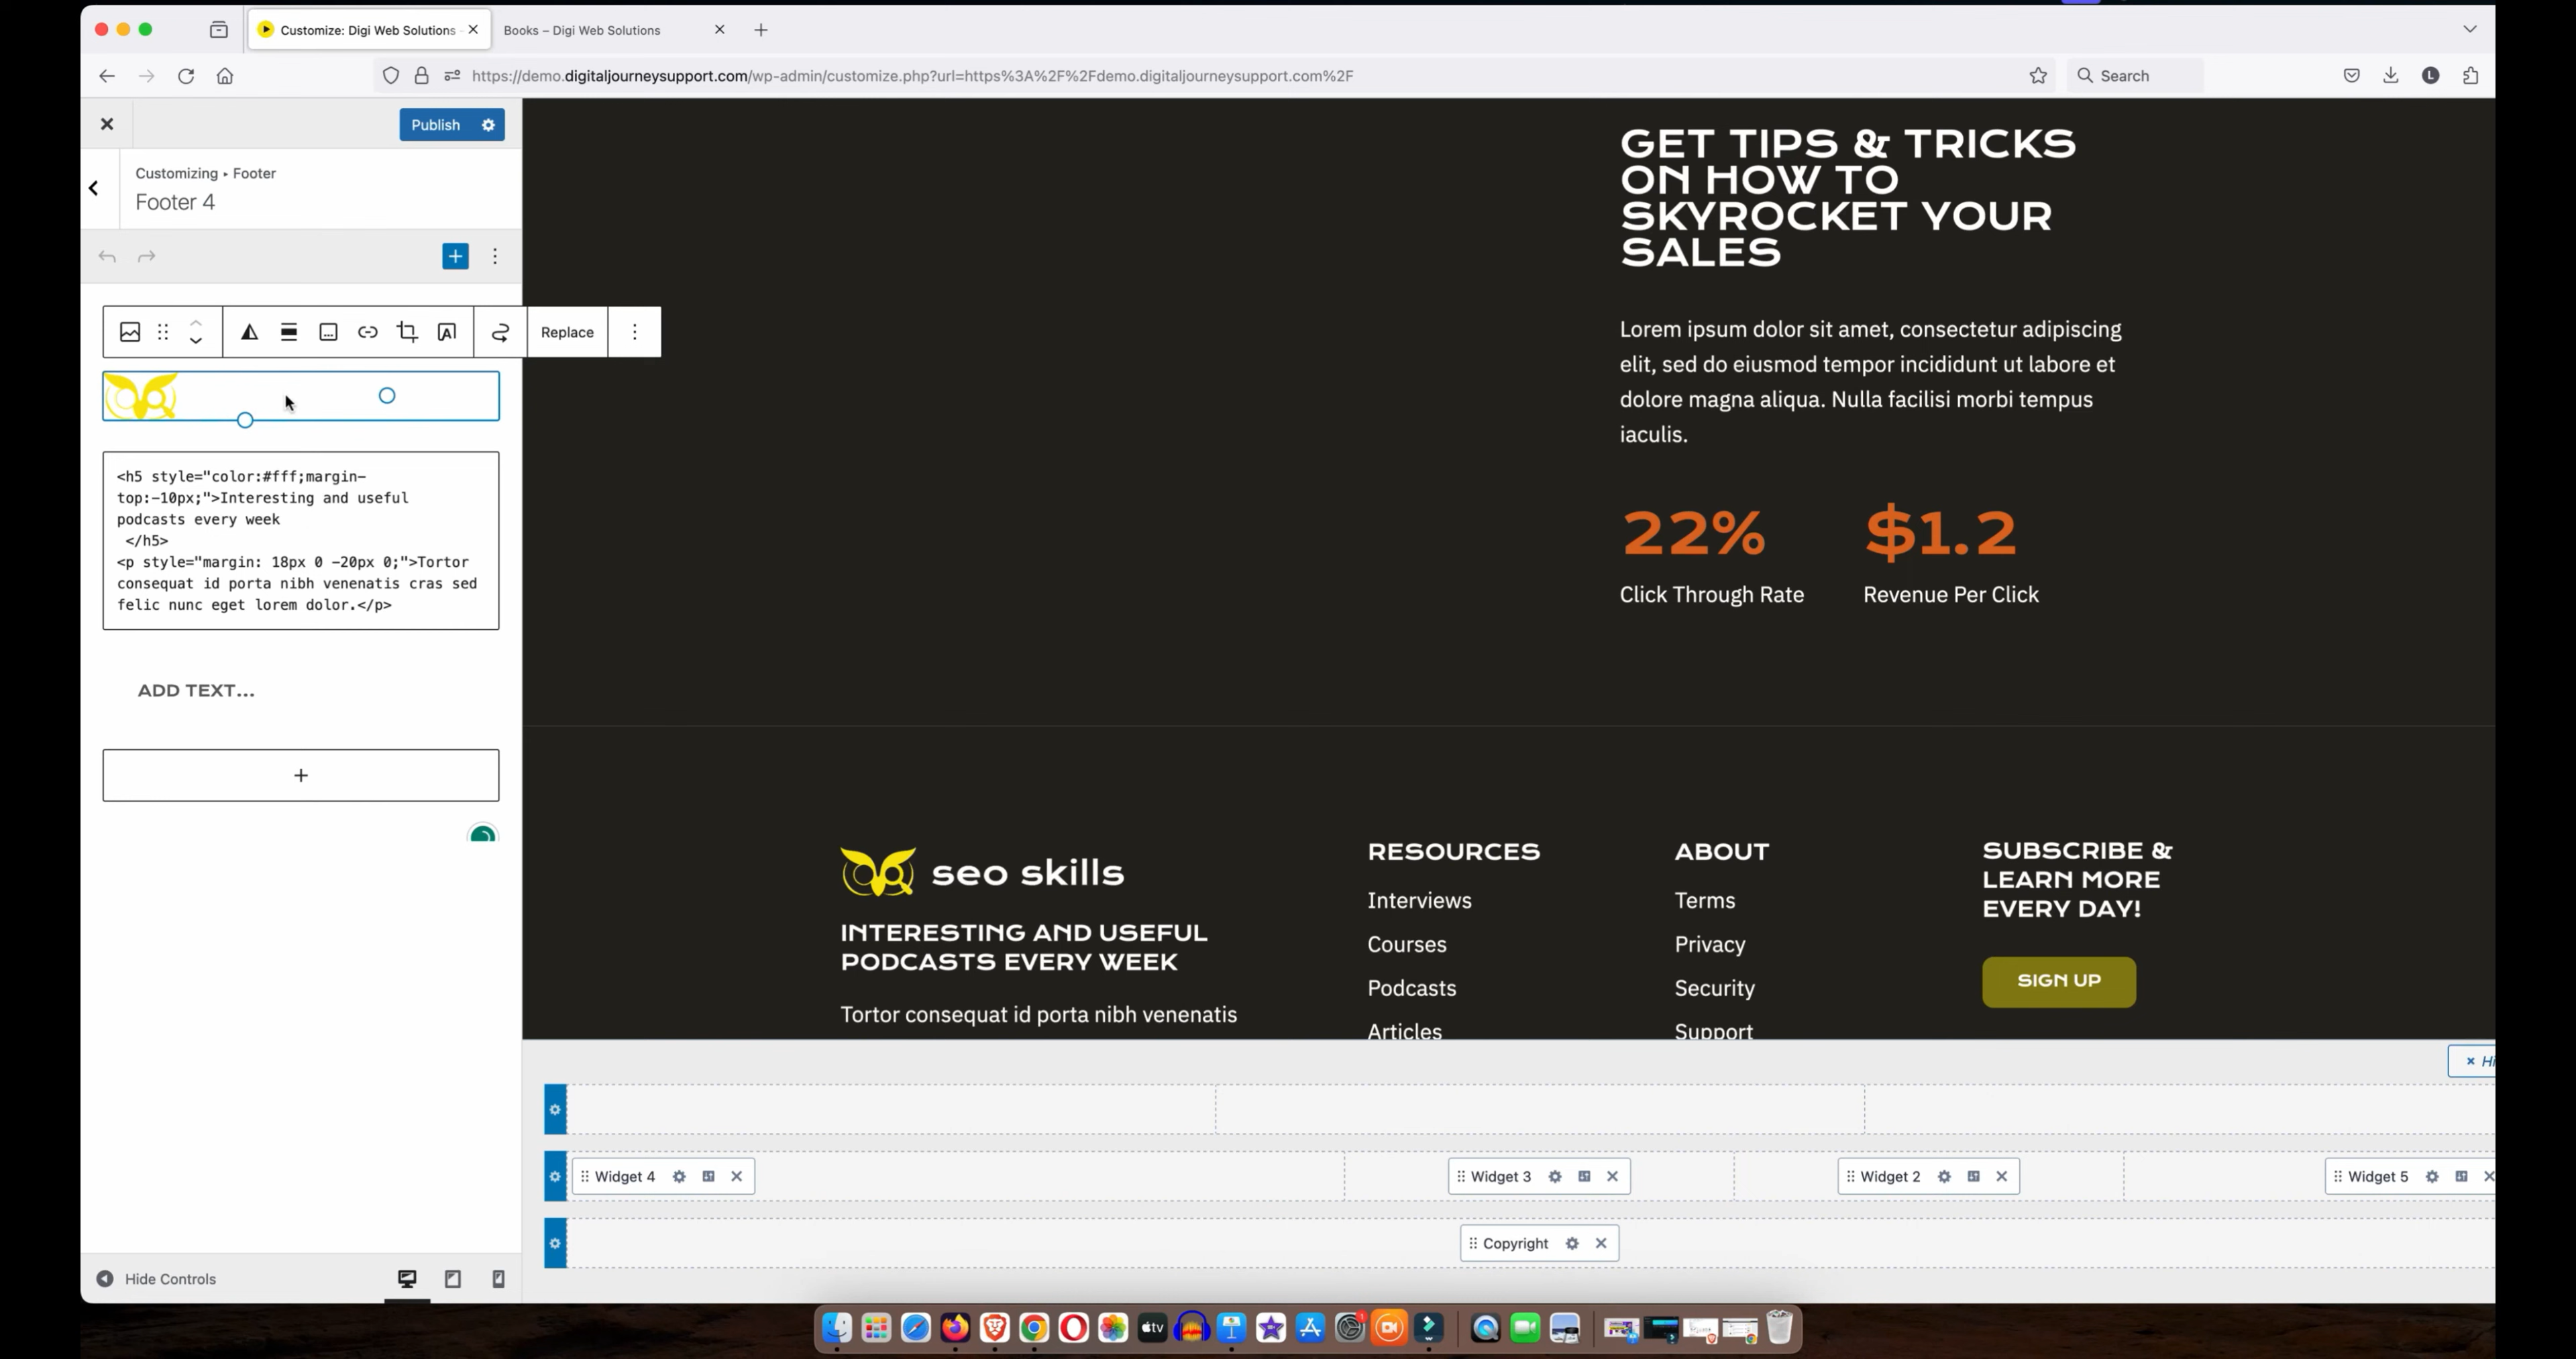 Customize: Digi Web Solutions
Books – Digi Web Solutions
https://demo.digitaljourneysupport.com/wp-admin/customize.php?url=https%3A%2F%2Fdemo.digitaljourneysupport.com%2F
Search
L
Publish
Customizing ▸ Footer
Footer 4
Replace
<h5 style="color:#fff;margin-
top:-10px;">Interesting and useful
podcasts every week
</h5>
<p style="margin: 18px 0 -20px 0;">Tortor
consequat id porta nibh venenatis cras sed
felic nunc eget lorem dolor.</p>
ADD TEXT...
Hide Controls
GET TIPS & TRICKS
ON HOW TO
SKYROCKET YOUR
SALES
Lorem ipsum dolor sit amet, consectetur adipiscing
elit, sed do eiusmod tempor incididunt ut labore et
dolore magna aliqua. Nulla facilisi morbi tempus
iaculis.
22%
Click Through Rate
$1.2
Revenue Per Click
seo skills
INTERESTING AND USEFUL
PODCASTS EVERY WEEK
Tortor consequat id porta nibh venenatis
RESOURCES
Interviews
Courses
Podcasts
Articles
ABOUT
Terms
Privacy
Security
Support
SUBSCRIBE &
LEARN MORE
EVERY DAY!
SIGN UP
Widget 4
Widget 3
Widget 2
Widget 5
Copyright
tv